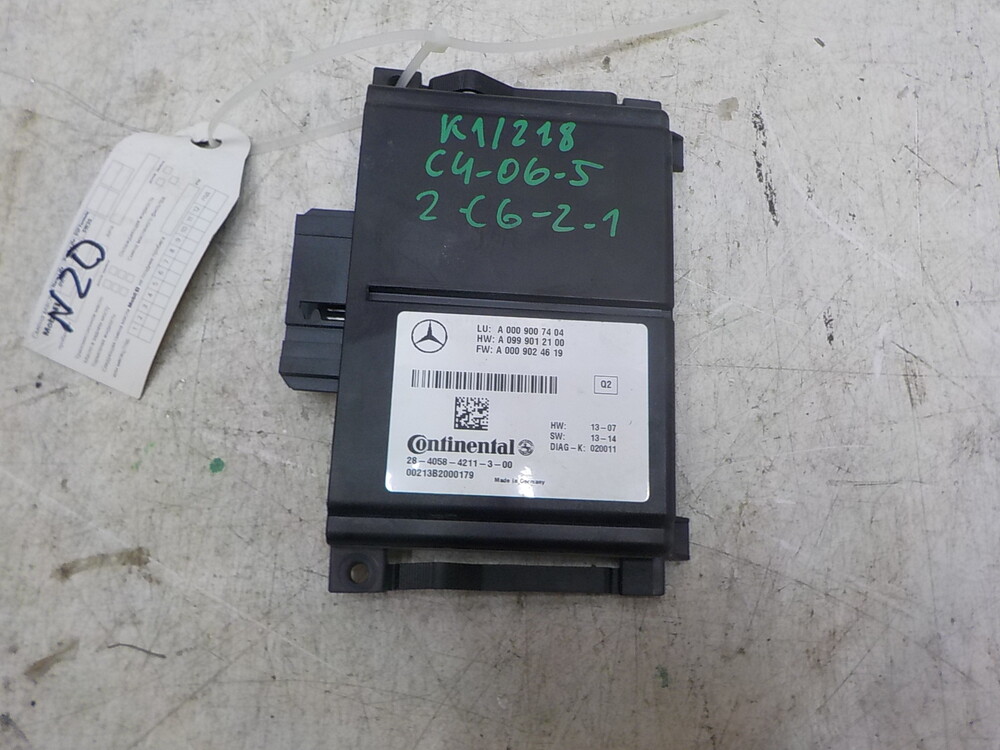 K1/218
C4-06-5
2-C6-2-1
LU: A 000 900 74 04
HW: A 099 901 21 00
FW: A 000 902 46 19
Q2
HW: 13-07
SW: 13-14
DIAG-K: 020011
Continental
28-4058-4211-3-00
00213B2000179
Made in Germany
N20